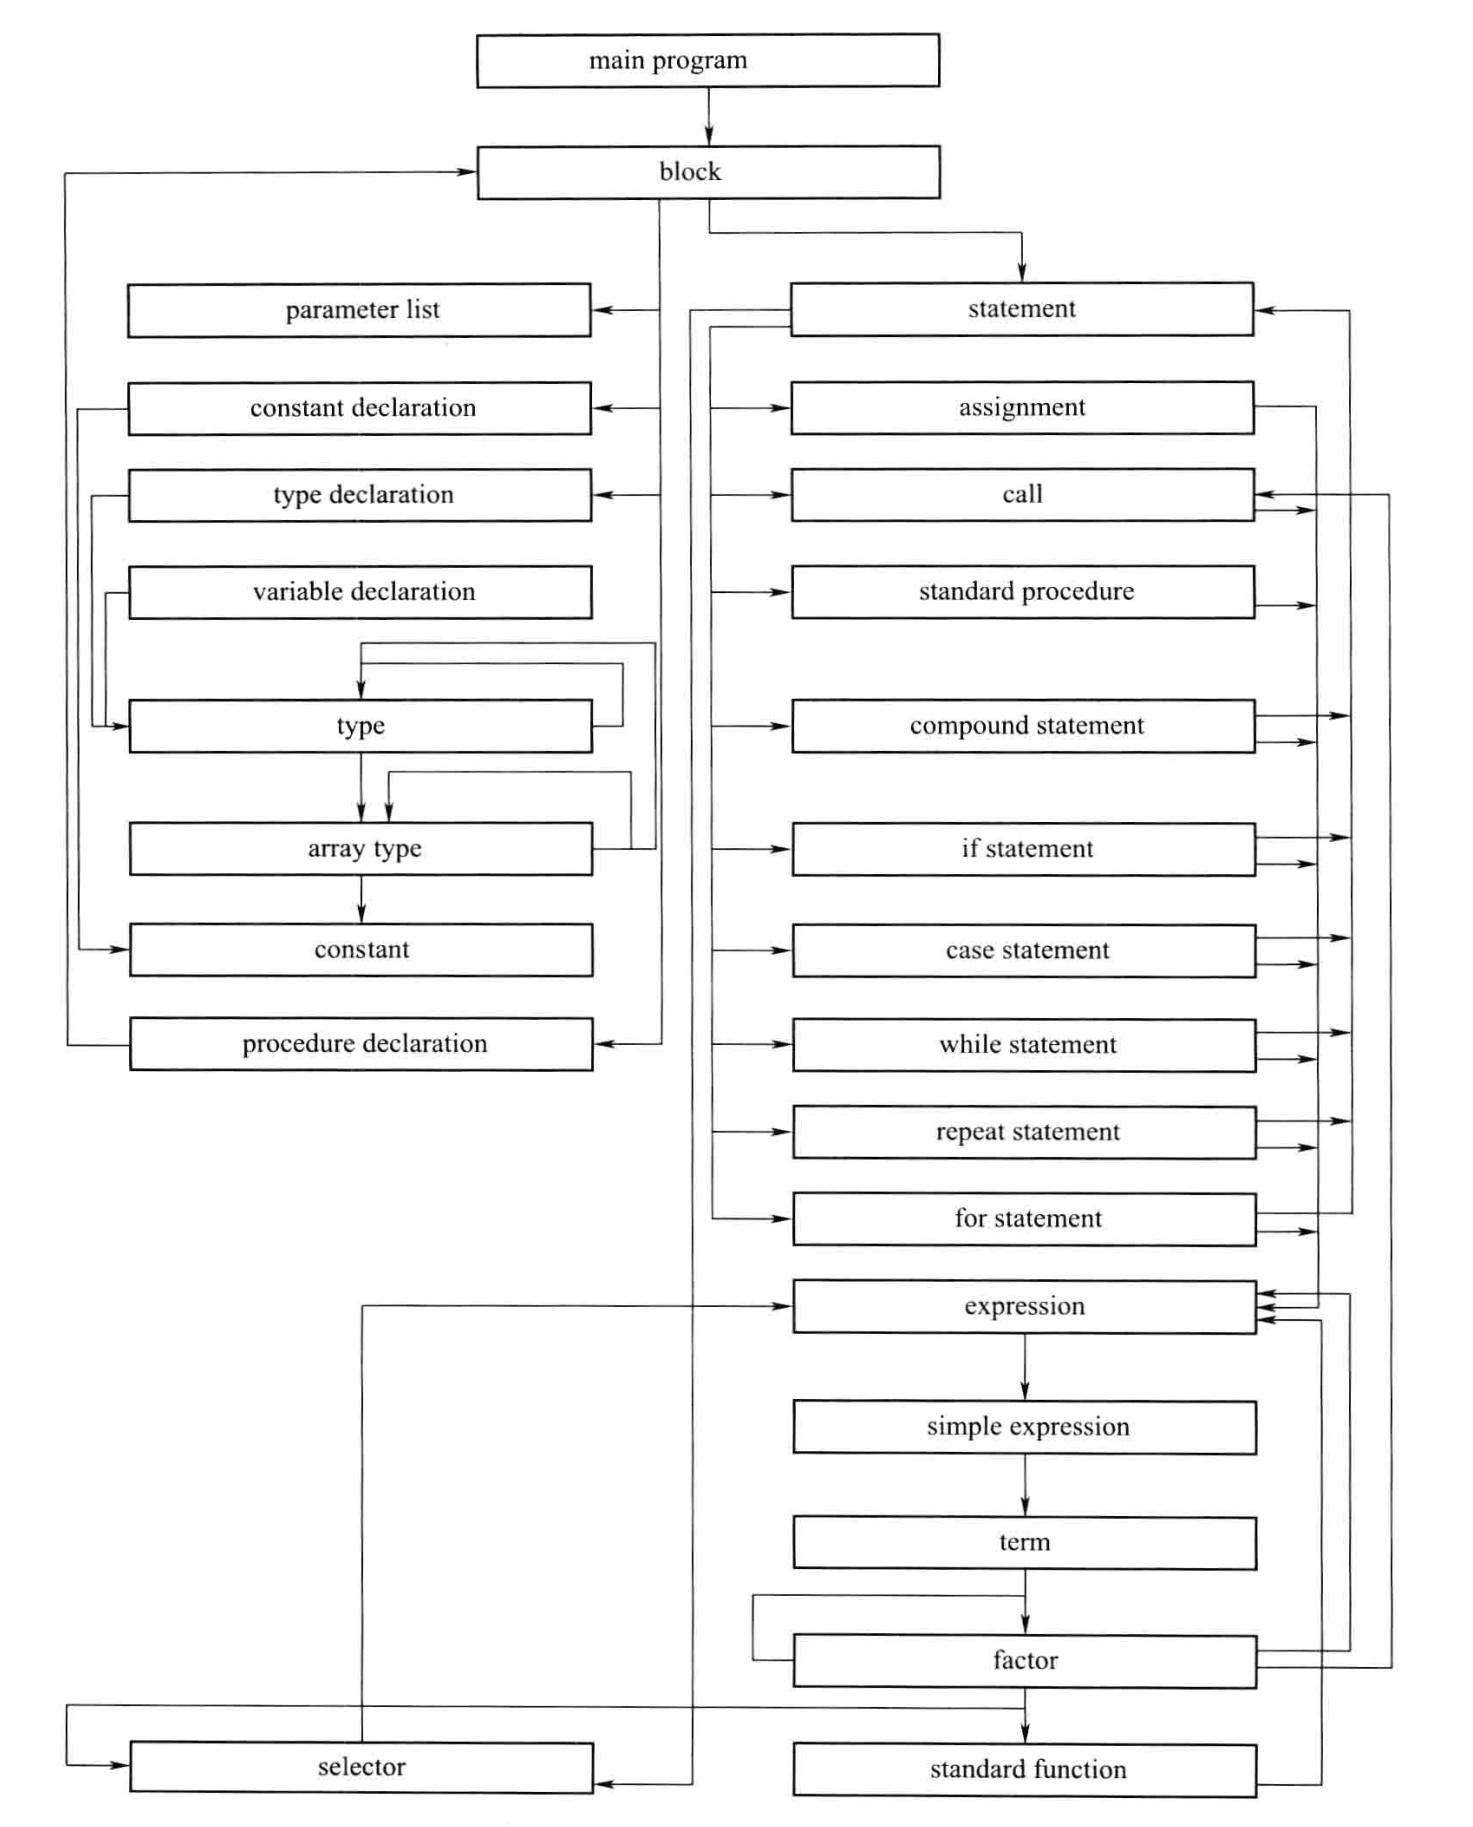 main program
block
parameter list
constant declaration
type declaration
variable declaration
type
array type
constant
procedure declaration
statement
assignment
call
standard procedure
compound statement
if statement
case statement
while statement
repeat statement
for statement
expression
simple expression
term
factor
selector
standard function